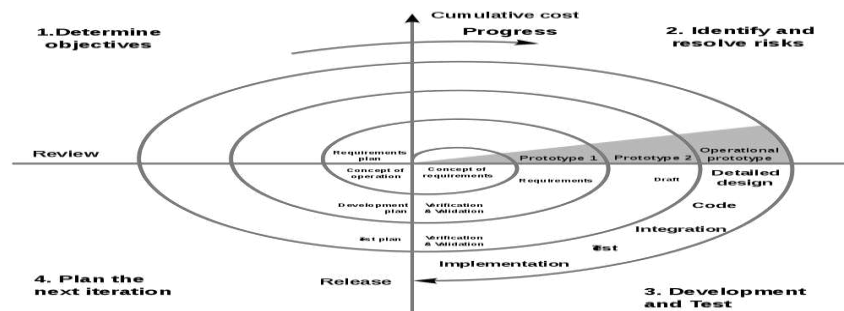 Cumulative cost
Progress
1.Determine
objectives
2. Identify and
resolve risks
Review
Requirements
plan
Concept of
operation
Concept of
requirements
Prototype 1
Prototype 2
Operational
prototype
Requirements
Draft
Detailed
design
Development
plan
Verification
& Validation
Code
Integration
Test plan
Verification
& Validation
Test
Implementation
Release
4. Plan the
next iteration
3. Development
and Test